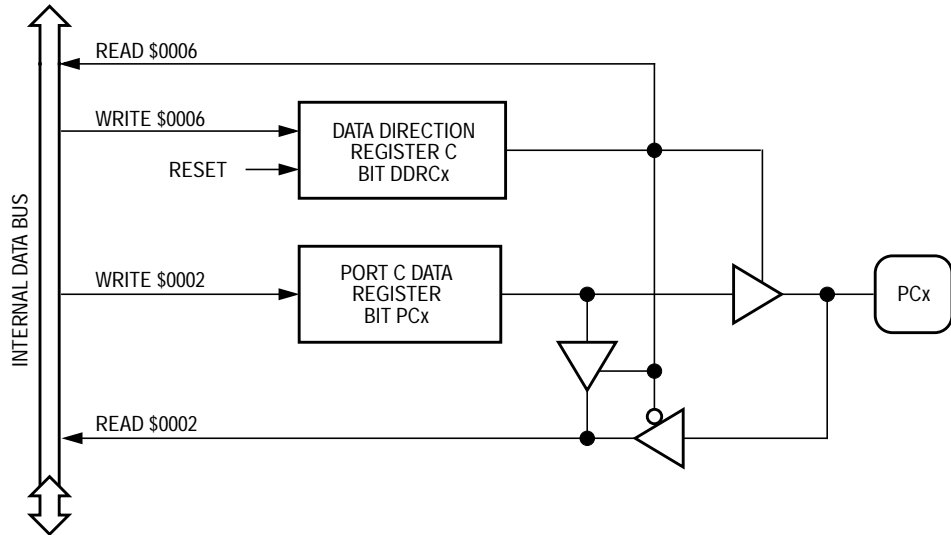 READ $0006
WRITE $0006
DATA DIRECTION
REGISTER C
BIT DDRCx
RESET
INTERNAL DATA BUS
WRITE $0002
PORT C DATA
REGISTER
BIT PCx
PCx
READ $0002